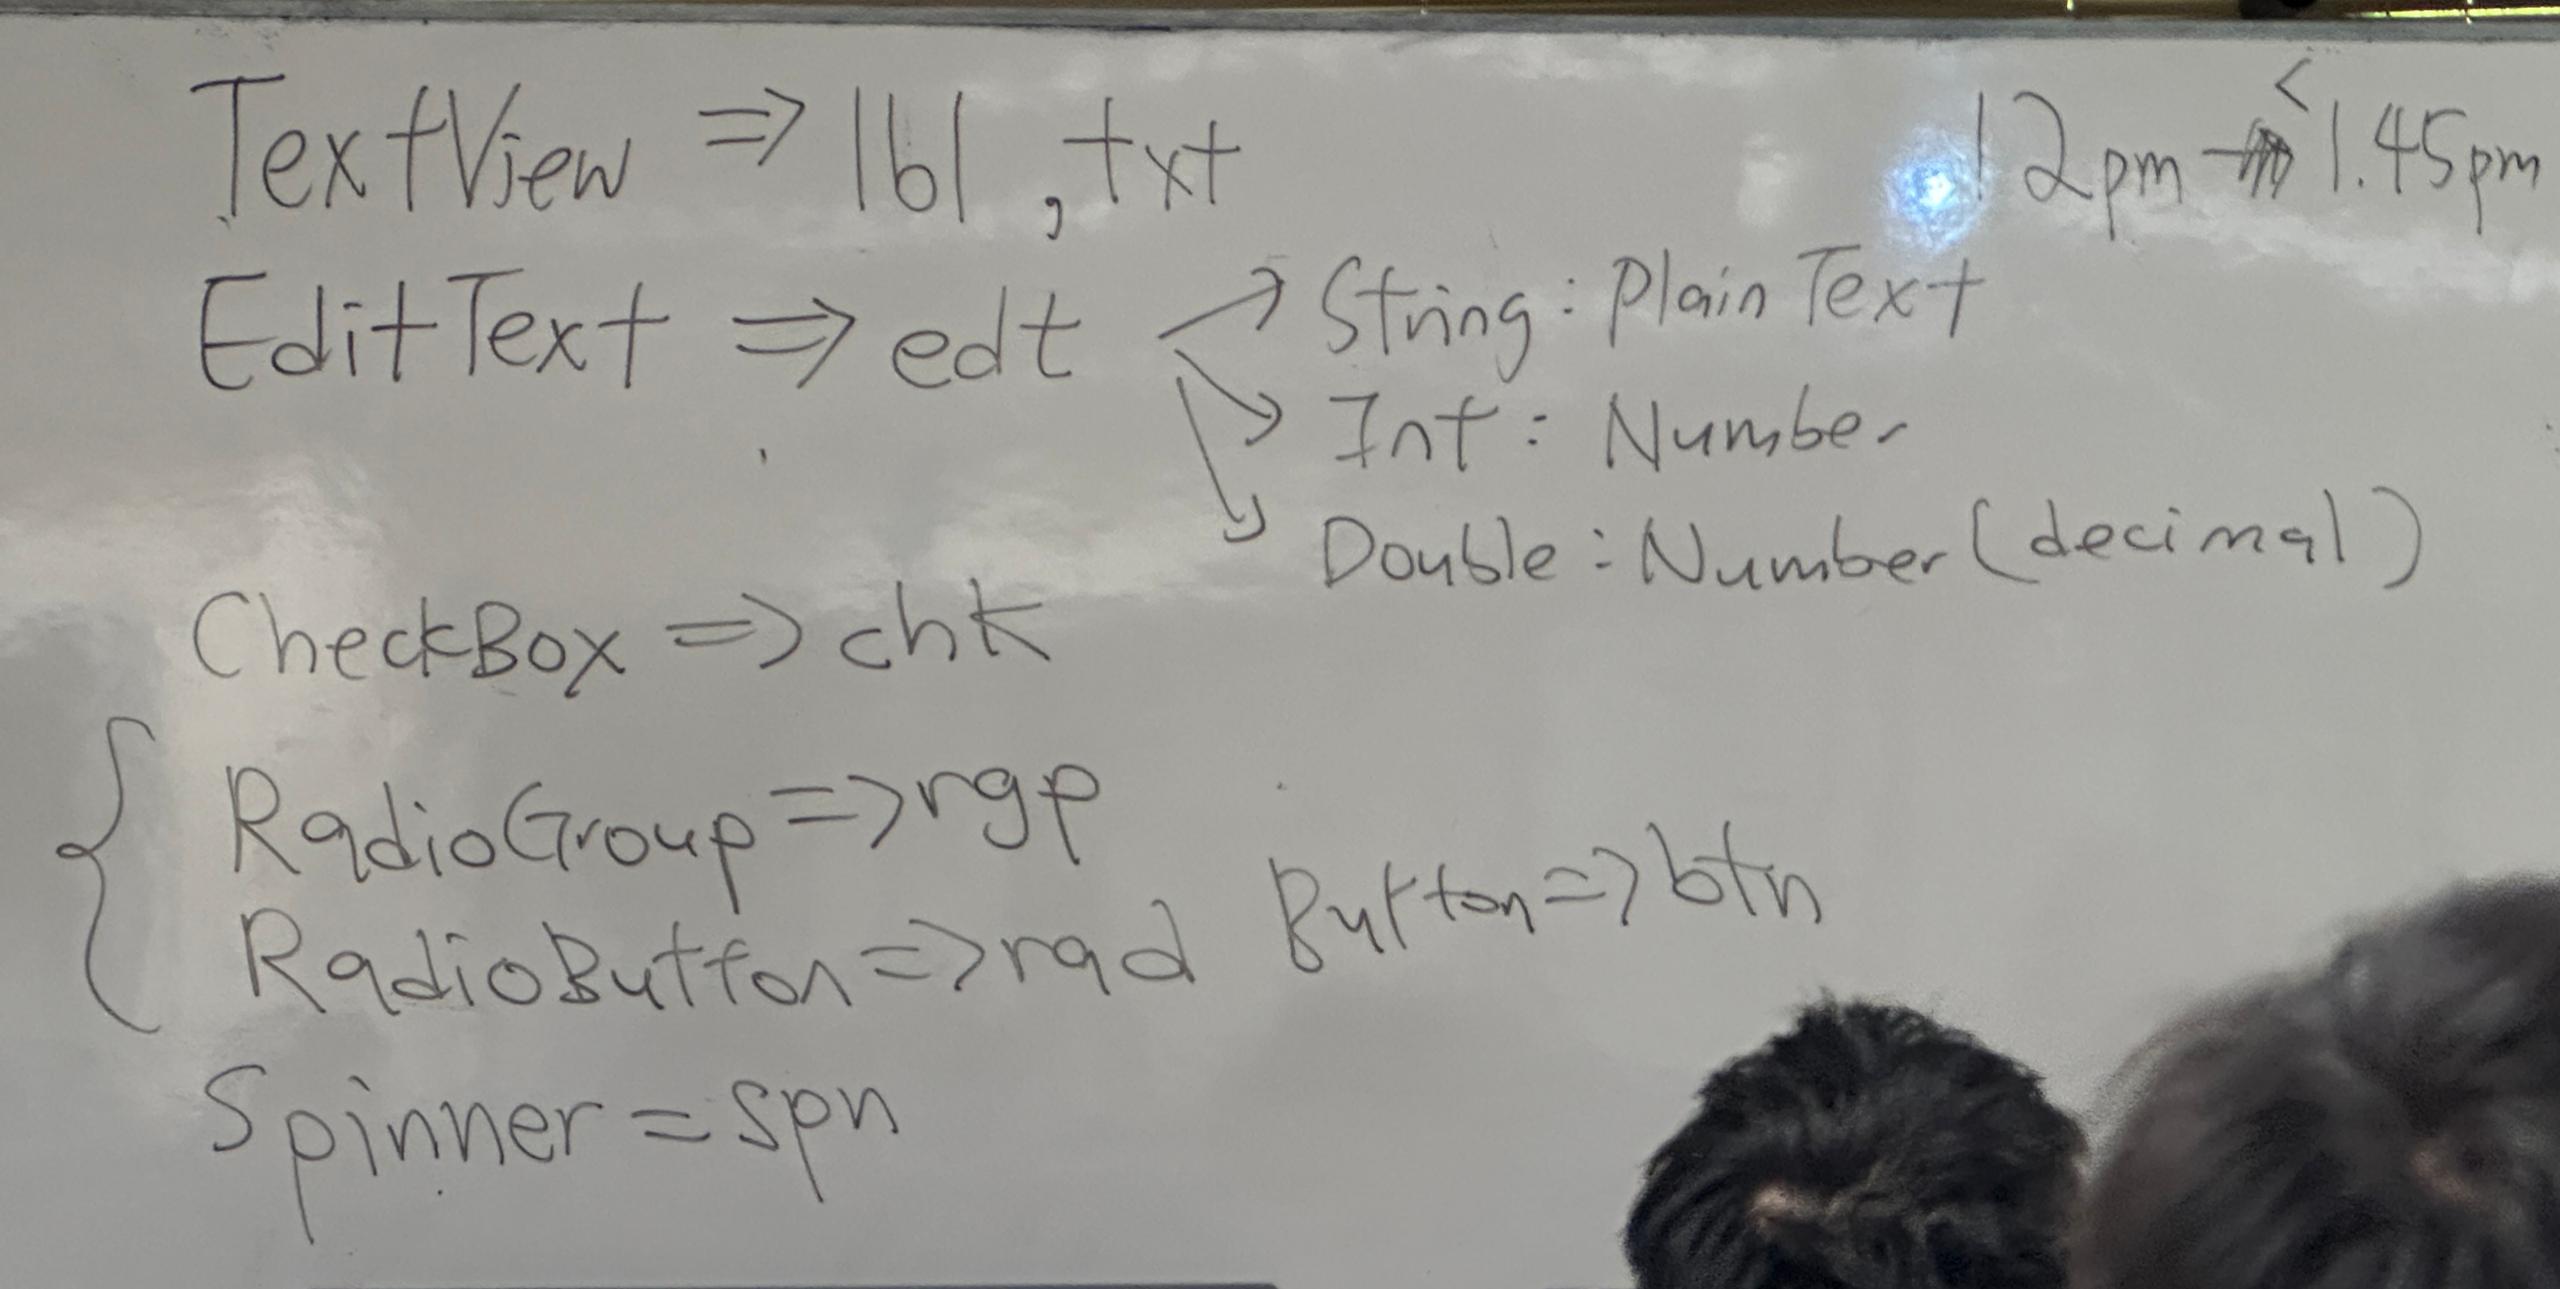 TextView => lbl, txt
12pm - < 1.45pm
EditText => edt
String: Plain Text
Int: Number
Double: Number (decimal)
CheckBox => chk
RadioGroup => rgp
RadioButton => rad
Button => btn
Spinner = spn